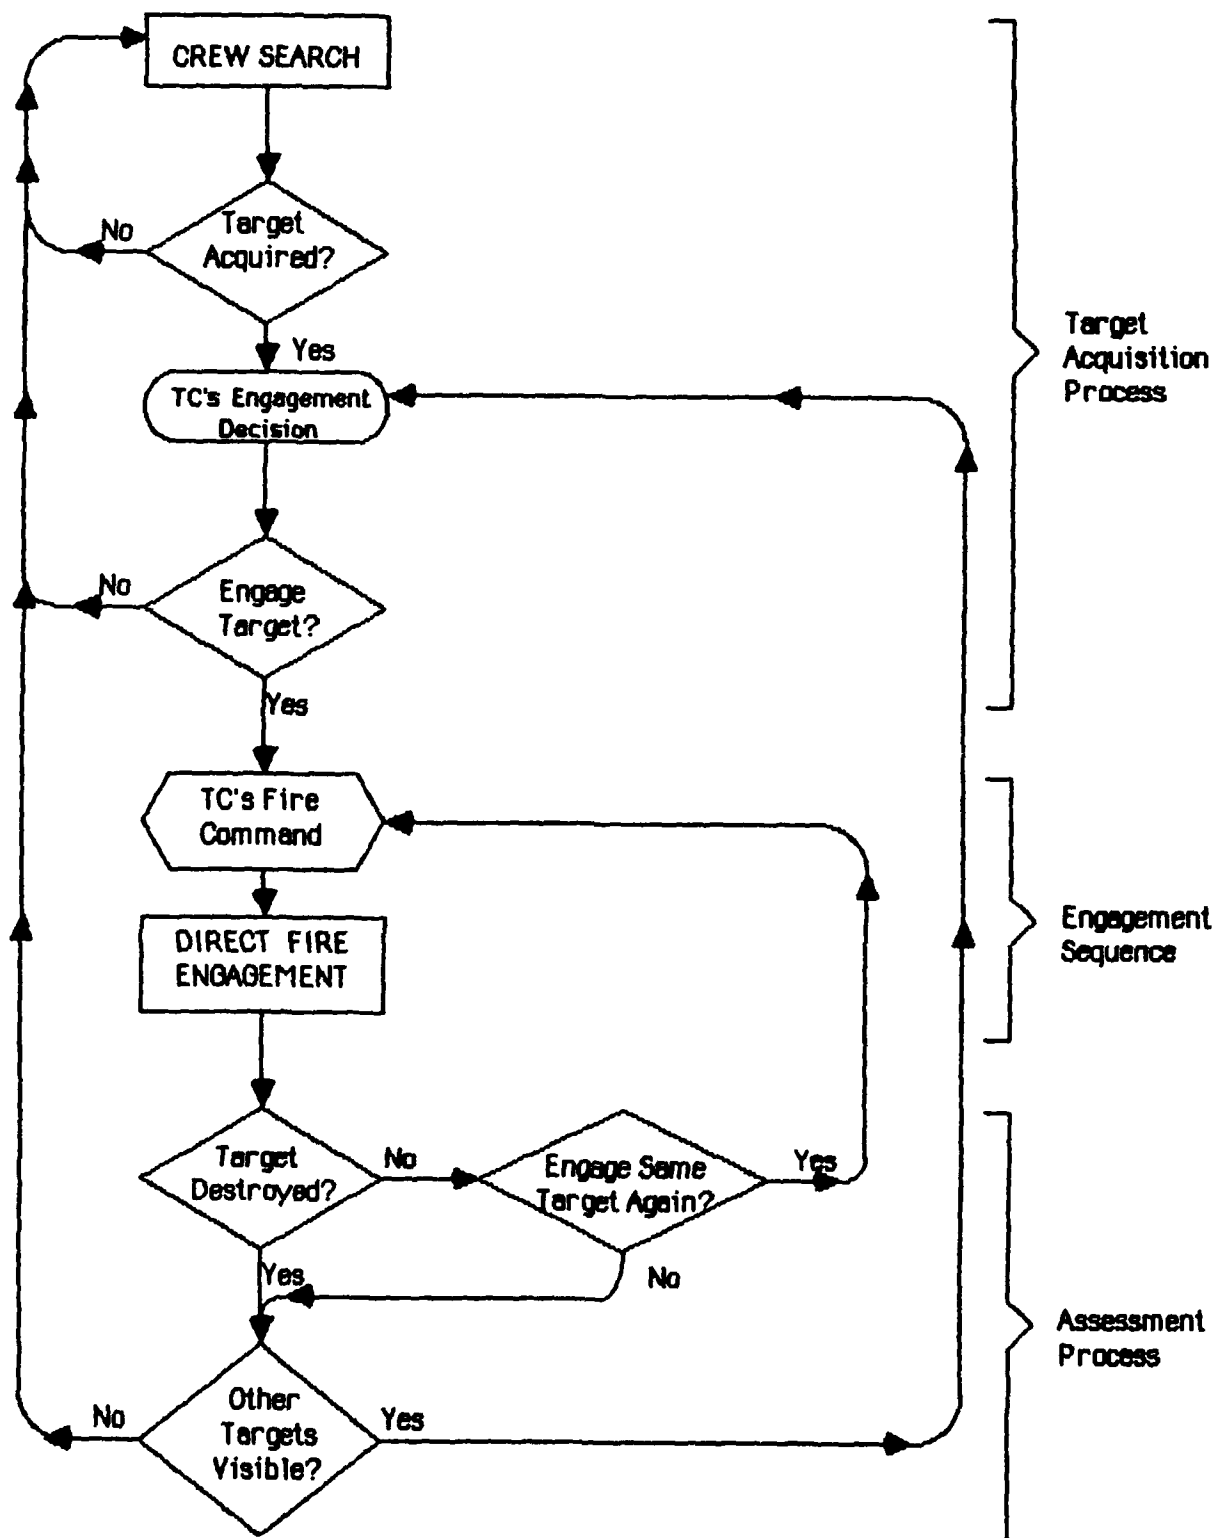 CREW SEARCH
Target
Acquired?
No
Yes
TC's Engagement
Decision
Engage
Target?
No
Yes
TC's Fire
Command
DIRECT FIRE
ENGAGEMENT
Target
Destroyed?
No
Engage Same
Target Again?
Yes
Yes
No
Other
Targets
Visible?
No
Yes
Target
Acquisition
Process
Engagement
Sequence
Assessment
Process